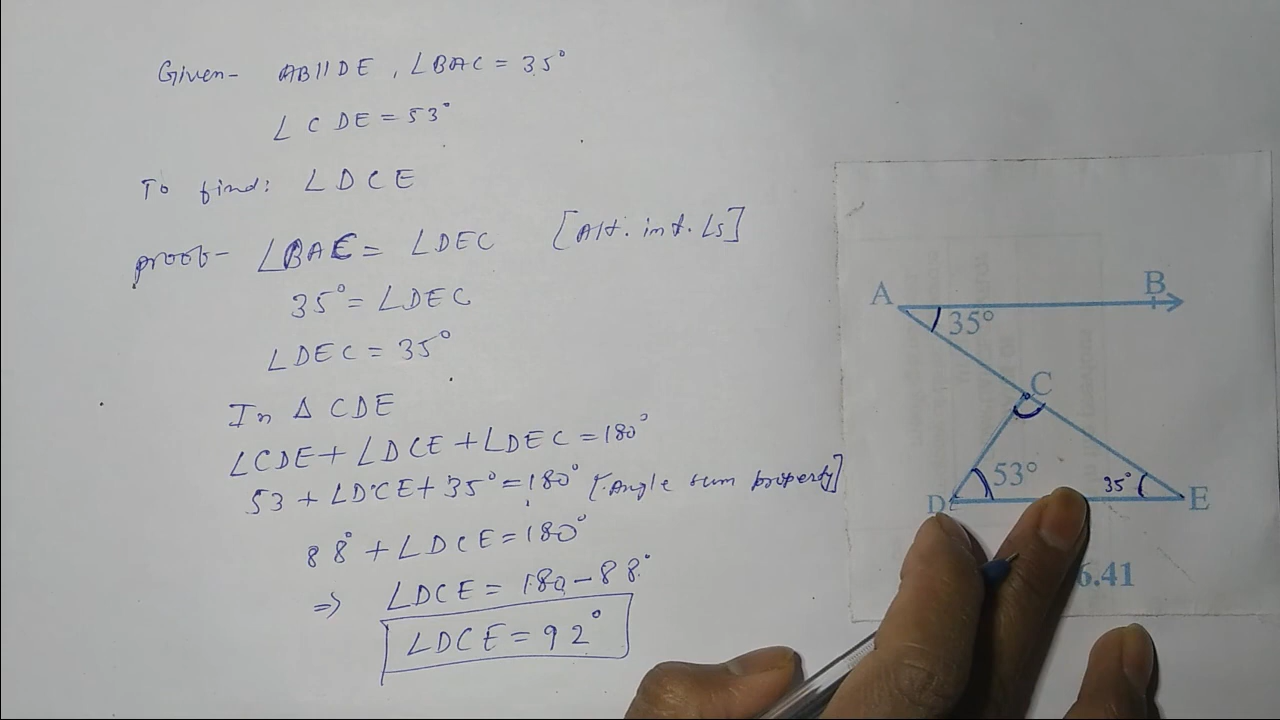 Given- AB||DE, ∠BAC = 35°
∠CDE = 53°
To find: ∠DCE
proof- ∠BAC = ∠DEC [Alt. int. ∠s]
35° = ∠DEC
∠DEC = 35°
In △ CDE
∠CDE + ∠DCE + ∠DEC = 180°
53 + ∠DCE + 35° = 180° [Angle sum property]
88° + ∠DCE = 180°
⇒ ∠DCE = 180 - 88°
∠DCE = 92°
A B
35°
C
53° 35°
D E
6.41